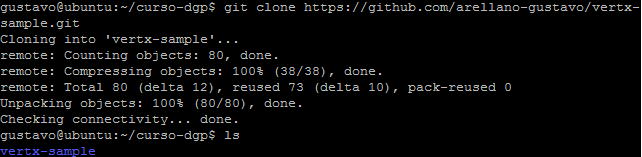 gustavo@ubuntu:~/curso-dgp$ git clone https://github.com/arellano-gustavo/vertx-
sample.git
Cloning into 'vertx-sample'...
remote: Counting objects: 80, done.
remote: Compressing objects: 100% (38/38), done.
remote: Total 80 (delta 12), reused 73 (delta 10), pack-reused 0
Unpacking objects: 100% (80/80), done.
Checking connectivity... done.
gustavo@ubuntu:~/curso-dgp$ ls
vertx-sample